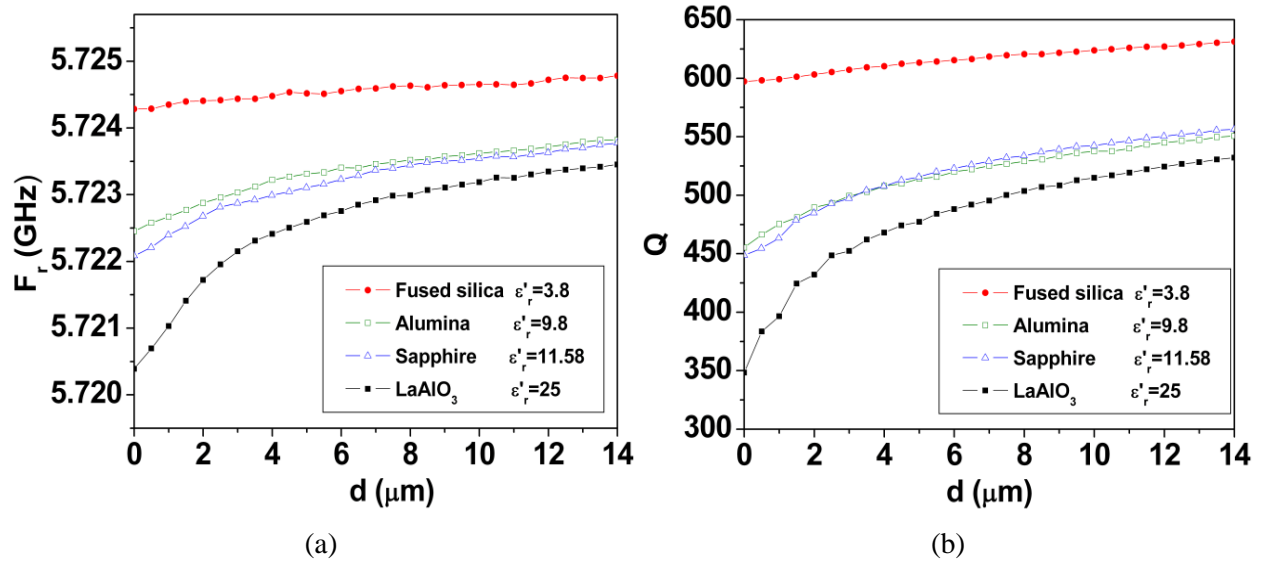 5.725
5.724
5.723
5.722
5.721
5.720
F_r (GHz)
0 2 4 6 8 10 12 14
d (μm)
Fused silica ε'_r=3.8
Alumina ε'_r=9.8
Sapphire ε'_r=11.58
LaAlO₃ ε'_r=25
(a)
650
600
550
500
450
400
350
300
Q
0 2 4 6 8 10 12 14
d (μm)
Fused silica ε'_r=3.8
Alumina ε'_r=9.8
Sapphire ε'_r=11.58
LaAlO₃ ε'_r=25
(b)